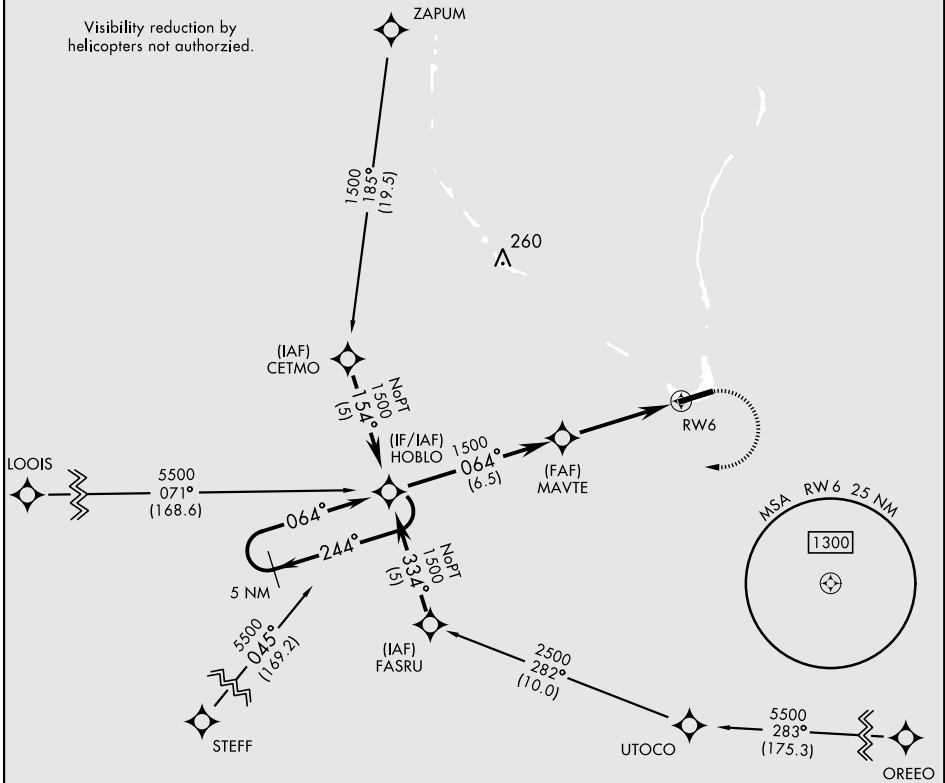 ZAPUM
Visibility reduction by
helicopters not authorzied.
1500
185°
(19.5)
260
(IAF)
CETMO
NoPT
1500
154°
(5)
(IF/IAF)
HOBLO
1500
064°
(6.5)
(FAF)
MAVTE
RW6
LOOIS
5500
071°
(168.6)
064°
244°
5 NM
NoPT
1500
334°
(5)
MSA RW6 25 NM
1300
5500
045°
(169.2)
STEFF
(IAF)
FASRU
2500
282°
(10.0)
UTOCO
5500
283°
(175.3)
OREEO